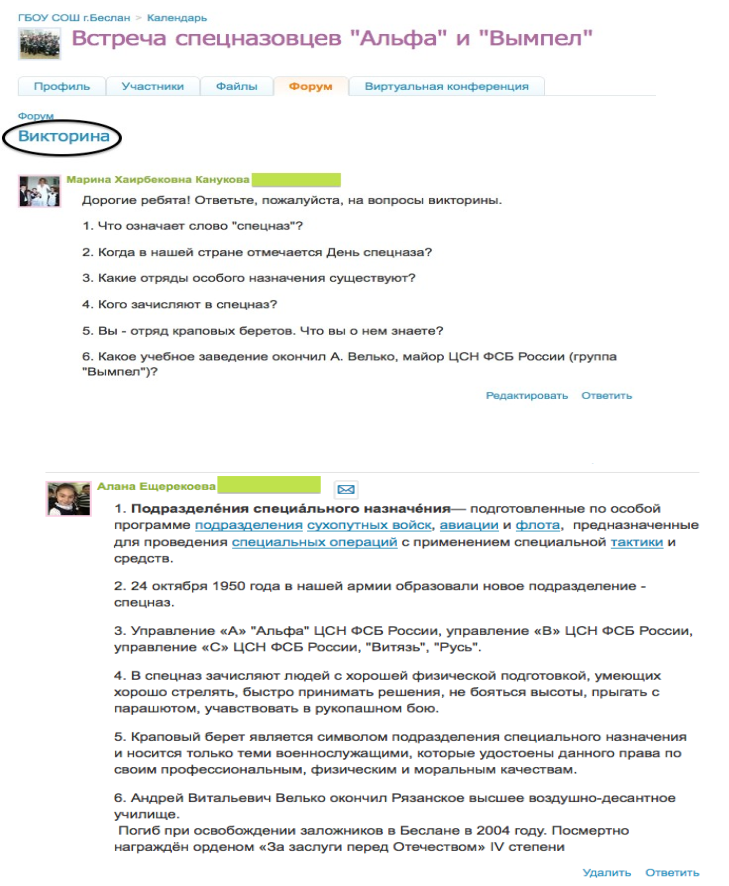 ГБОУ СОШ г.Беслан > Календарь
Встреча спецназовцев "Альфа" и "Вымпел"
Профиль Участники Файлы Форум Виртуальная конференция
Форум
Викторина
Марина Хаирбековна Канукова
Дорогие ребята! Ответьте, пожалуйста, на вопросы викторины.
1. Что означает слово "спецназ"?
2. Когда в нашей стране отмечается День спецназа?
3. Какие отряды особого назначения существуют?
4. Кого зачисляют в спецназ?
5. Вы - отряд краповых беретов. Что вы о нем знаете?
6. Какое учебное заведение окончил А. Велько, майор ЦСН ФСБ России (группа
"Вымпел")?
Редактировать Ответить
Алана Ещерекоева
1. Подразделе́ния специа́льного назначе́ния— подготовленные по особой
программе подразделения сухопутных войск, авиации и флота, предназначенные
для проведения специальных операций с применением специальной тактики и
средств.
2. 24 октября 1950 года в нашей армии образовали новое подразделение -
спецназ.
3. Управление «А» "Альфа" ЦСН ФСБ России, управление «В» ЦСН ФСБ России,
управление «С» ЦСН ФСБ России, "Витязь", "Русь".
4. В спецназ зачисляют людей с хорошей физической подготовкой, умеющих
хорошо стрелять, быстро принимать решения, не бояться высоты, прыгать с
парашютом, учавствовать в рукопашном бою.
5. Краповый берет является символом подразделения специального назначения
и носится только теми военнослужащими, которые удостоены данного права по
своим профессиональным, физическим и моральным качествам.
6. Андрей Витальевич Велько окончил Рязанское высшее воздушно-десантное
училище.
Погиб при освобождении заложников в Беслане в 2004 году. Посмертно
награждён орденом «За заслуги перед Отечеством» IV степени
Удалить Ответить